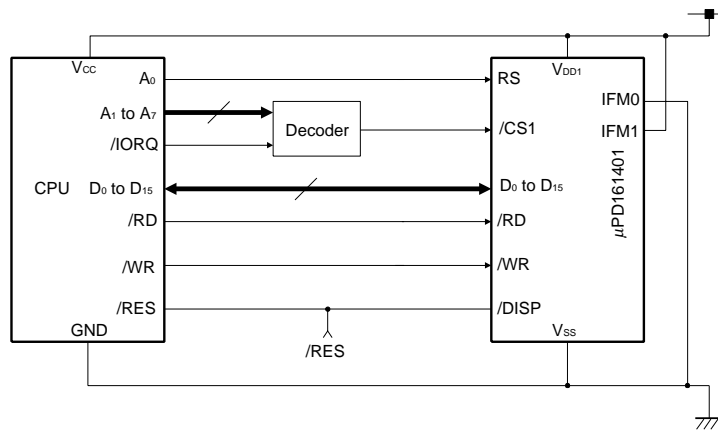 VCC
VDD1
A0
RS
A1 to A7
IFM0
/IORQ
Decoder
/CS1
IFM1
CPU
D0 to D15
D0 to D15
µPD161401
/RD
/RD
/WR
/WR
/RES
/DISP
GND
/RES
VSS